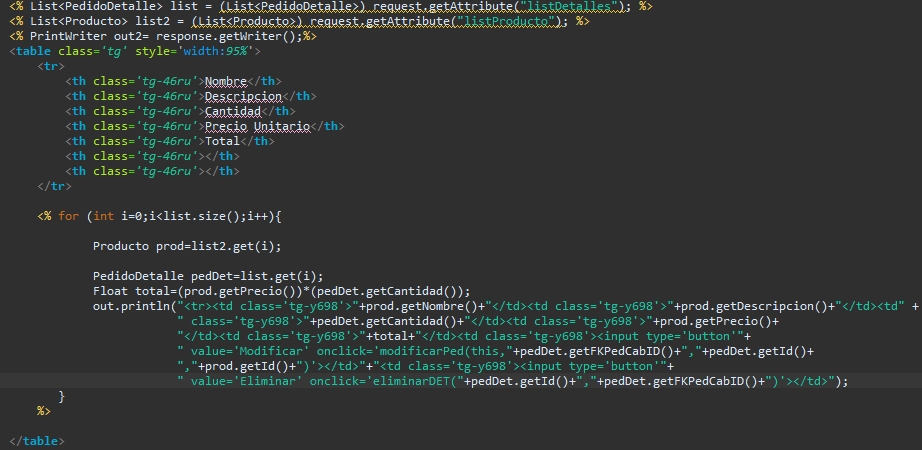 <% List<PedidoDetalle> list = (List<PedidoDetalle>) request.getAttribute("listDetalles"); %>
<% List<Producto> list2 = (List<Producto>) request.getAttribute("listProducto"); %>
<% PrintWriter out2= response.getWriter();%>
<table class='tg' style='width:95%'>
    <tr>
        <th class='tg-46ru'>Nombre</th>
        <th class='tg-46ru'>Descripcion</th>
        <th class='tg-46ru'>Cantidad</th>
        <th class='tg-46ru'>Precio Unitario</th>
        <th class='tg-46ru'>Total</th>
        <th class='tg-46ru'></th>
        <th class='tg-46ru'></th>
    </tr>
    <% for (int i=0;i<list.size();i++){
            Producto prod=list2.get(i);
            PedidoDetalle pedDet=list.get(i);
            Float total=(prod.getPrecio())*(pedDet.getCantidad());
            out.println("<tr><td class='tg-y698'>"+prod.getNombre()+"</td><td class='tg-y698'>"+prod.getDescripcion()+"</td><td" +
                        " class='tg-y698'>"+pedDet.getCantidad()+"</td><td class='tg-y698'>"+prod.getPrecio()+
                        "</td><td class='tg-y698'>"+total+"</td><td class='tg-y698'><input type='button'"+
                        " value='Modificar' onclick='modificarPed(this,"+pedDet.getFKPedCabID()+","+pedDet.getId()+
                        ","+prod.getId()+")'></td>"+"<td class='tg-y698'><input type='button'"+
                        " value='Eliminar' onclick='eliminarDET("+pedDet.getId()+","+pedDet.getFKPedCabID()+")'></td>");
        }
    %>
</table>